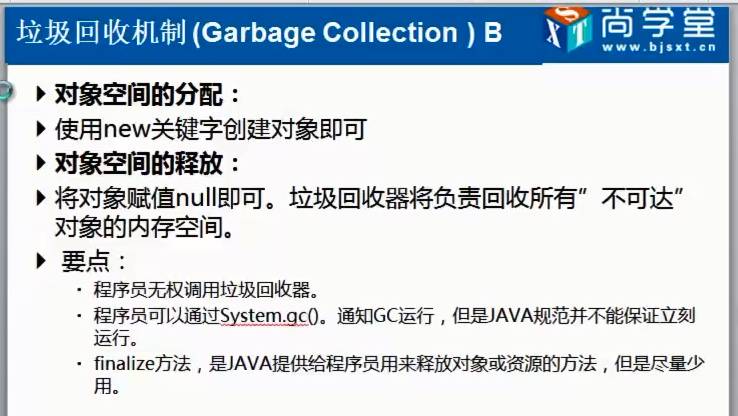 垃圾回收机制(Garbage Collection ) B
SXT 尚学堂
www.bjsxt.cn
对象空间的分配：
使用new关键字创建对象即可
对象空间的释放：
将对象赋值null即可。垃圾回收器将负责回收所有”不可达”
对象的内存空间。
要点：
· 程序员无权调用垃圾回收器。
· 程序员可以通过System.gc()。通知GC运行，但是JAVA规范并不能保证立刻
运行。
· finalize方法，是JAVA提供给程序员用来释放对象或资源的方法，但是尽量少
用。